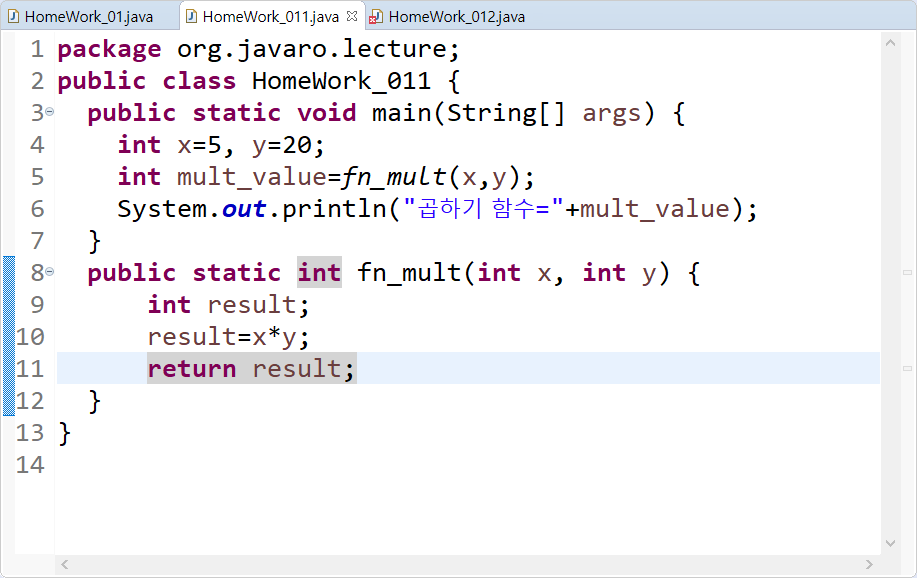 HomeWork_01.java HomeWork_011.java HomeWork_012.java
1 package org.javaro.lecture;
2 public class HomeWork_011 {
3 public static void main(String[] args) {
4 int x=5, y=20;
5 int mult_value=fn_mult(x,y);
6 System.out.println("곱하기 함수="+mult_value);
7 }
8 public static int fn_mult(int x, int y) {
9 int result;
10 result=x*y;
11 return result;
12 }
13 }
14